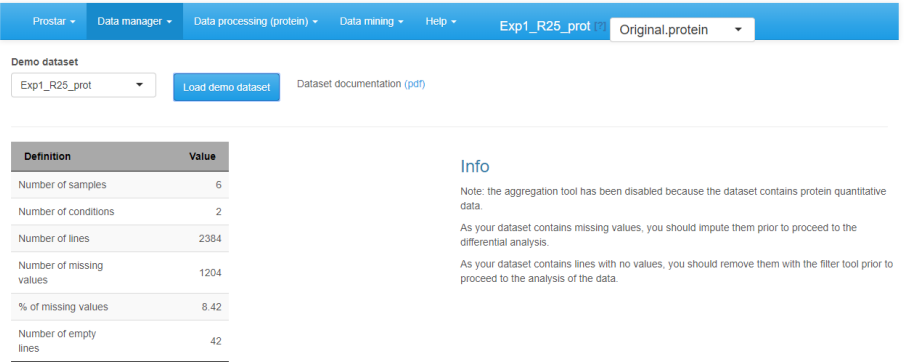 Prostar Data manager Data processing (protein) Data mining Help Exp1_R25_prot [?] Original.protein
Demo dataset
Exp1_R25_prot Load demo dataset Dataset documentation (pdf)
Definition Value
Number of samples 6
Number of conditions 2
Number of lines 2384
Number of missing
values 1204
% of missing values 8.42
Number of empty
lines 42
Info
Note: the aggregation tool has been disabled because the dataset contains protein quantitative
data.
As your dataset contains missing values, you should impute them prior to proceed to the
differential analysis.
As your dataset contains lines with no values, you should remove them with the filter tool prior to
proceed to the analysis of the data.